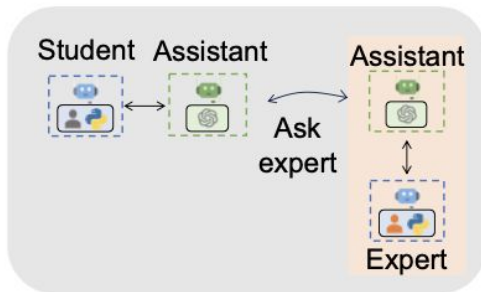 Student
Assistant
Assistant
Ask
expert
Expert